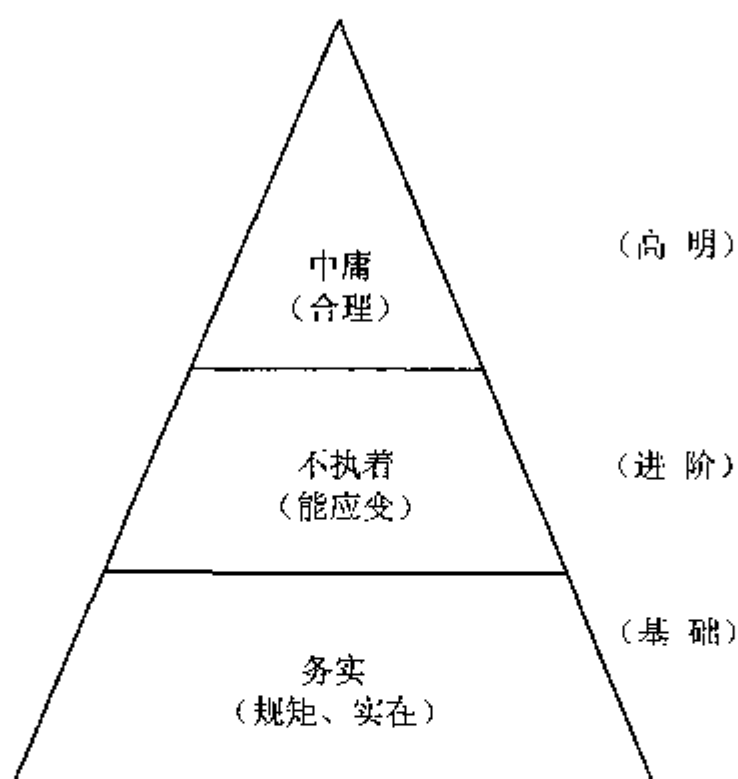 （高 明）
中庸
（合理）
不执着
（进 阶）
（能应变）
（基 础）
务实
（规矩、实在）